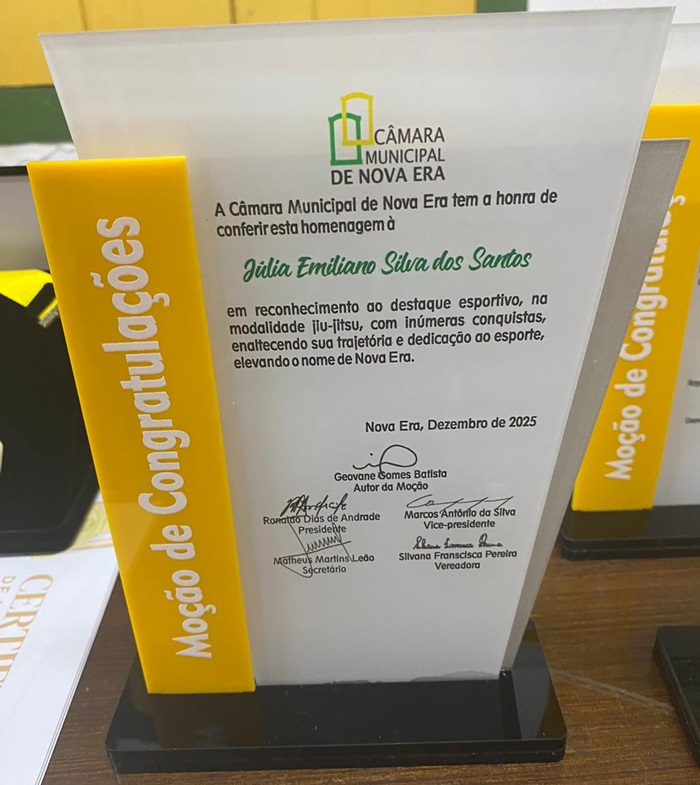 CÂMARA
MUNICIPAL
DE NOVA ERA
A Câmara Municipal de Nova Era tem a honra de
conferir esta homenagem à
Júlia Emiliano Silva dos Santos
em reconhecimento ao destaque esportivo, na
modalidade jiu-jitsu, com inúmeras conquistas,
enaltecendo sua trajetória e dedicação ao esporte,
elevando o nome de Nova Era.
Nova Era, Dezembro de 2025
Geovane Gomes Batista
Autor da Moção
Ronaldo Dias de Andrade
Presidente
Marcos Antônio da Silva
Vice-presidente
Matheus Martins Leão
Secretário
Silvana Franscisca Pereira
Vereadora
Moção de Congratulações
Moção de